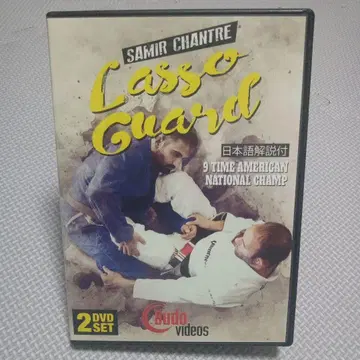 SAMIR CHANTRE
Lasso
Guard
日本語解説付
9 TIME AMERICAN
NATIONAL CHAMP
2 DVD
SET
Budo
videos